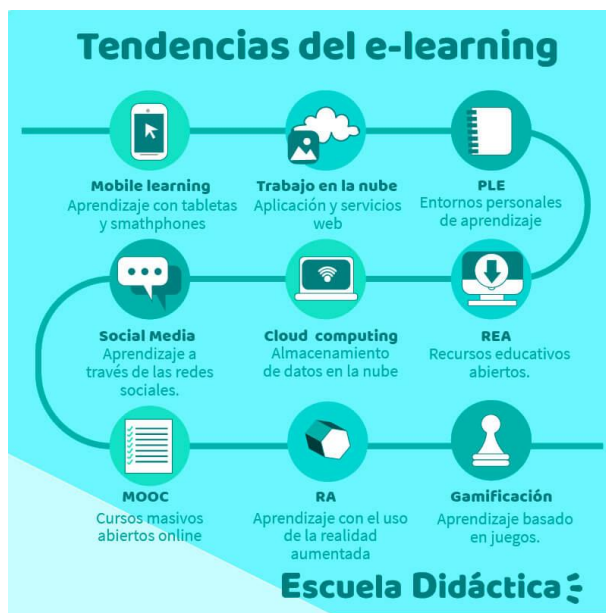 Tendencias del e-learning
Mobile learning
Aprendizaje con tabletas
y smathphones
Trabajo en la nube
Aplicación y servicios
web
PLE
Entornos personales
de aprendizaje
Social Media
Aprendizaje a
través de las redes
sociales.
Cloud computing
Almacenamiento
de datos en la nube
REA
Recursos educativos
abiertos.
MOOC
Cursos masivos
abiertos online
RA
Aprendizaje con el uso
de la realidad
aumentada
Gamificación
Aprendizaje basado
en juegos.
Escuela Didáctica